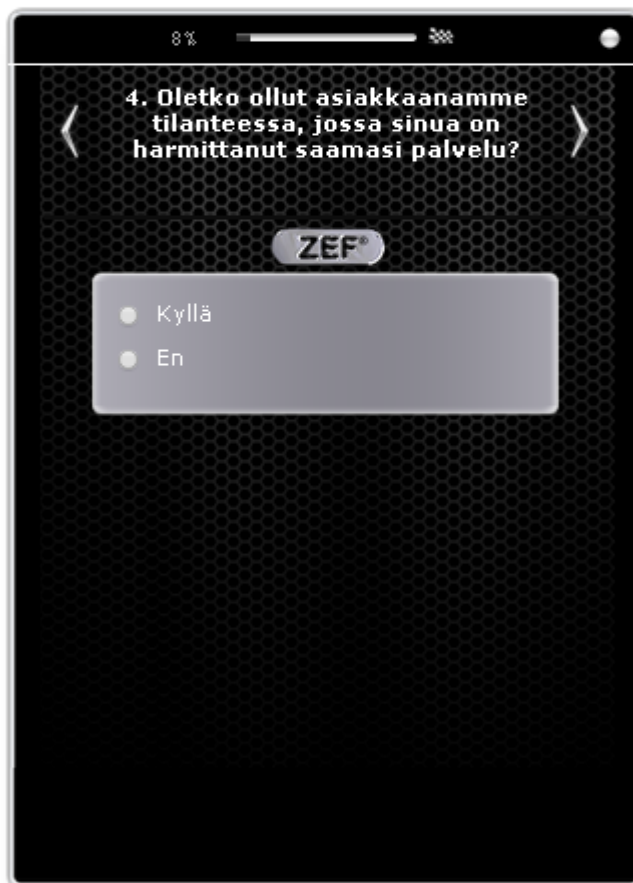 8%
4. Oletko ollut asiakkaanamme
tilanteessa, jossa sinua on
harmittanut saamasi palvelu?
ZEF®
Kyllä
En